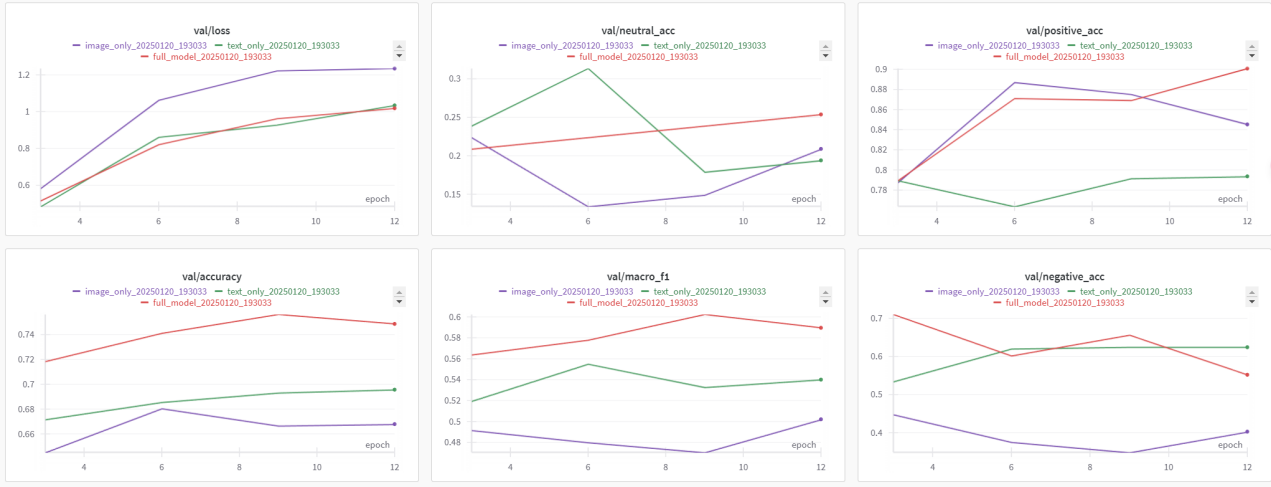 val/loss
image_only_20250120_193033 text_only_20250120_193033
full_model_20250120_193033
1.2
1
0.8
0.6
epoch
4 6 8 10 12
val/neutral_acc
image_only_20250120_193033 text_only_20250120_193033
full_model_20250120_193033
0.3
0.25
0.2
0.15
epoch
4 6 8 10 12
val/positive_acc
image_only_20250120_193033 text_only_20250120_193033
full_model_20250120_193033
0.9
0.88
0.86
0.84
0.82
0.8
0.78
epoch
4 6 8 10 12
val/accuracy
image_only_20250120_193033 text_only_20250120_193033
full_model_20250120_193033
0.74
0.72
0.7
0.68
0.66
epoch
4 6 8 10 12
val/macro_f1
image_only_20250120_193033 text_only_20250120_193033
full_model_20250120_193033
0.6
0.58
0.56
0.54
0.52
0.5
0.48
epoch
4 6 8 10 12
val/negative_acc
image_only_20250120_193033 text_only_20250120_193033
full_model_20250120_193033
0.7
0.6
0.5
0.4
epoch
4 6 8 10 12